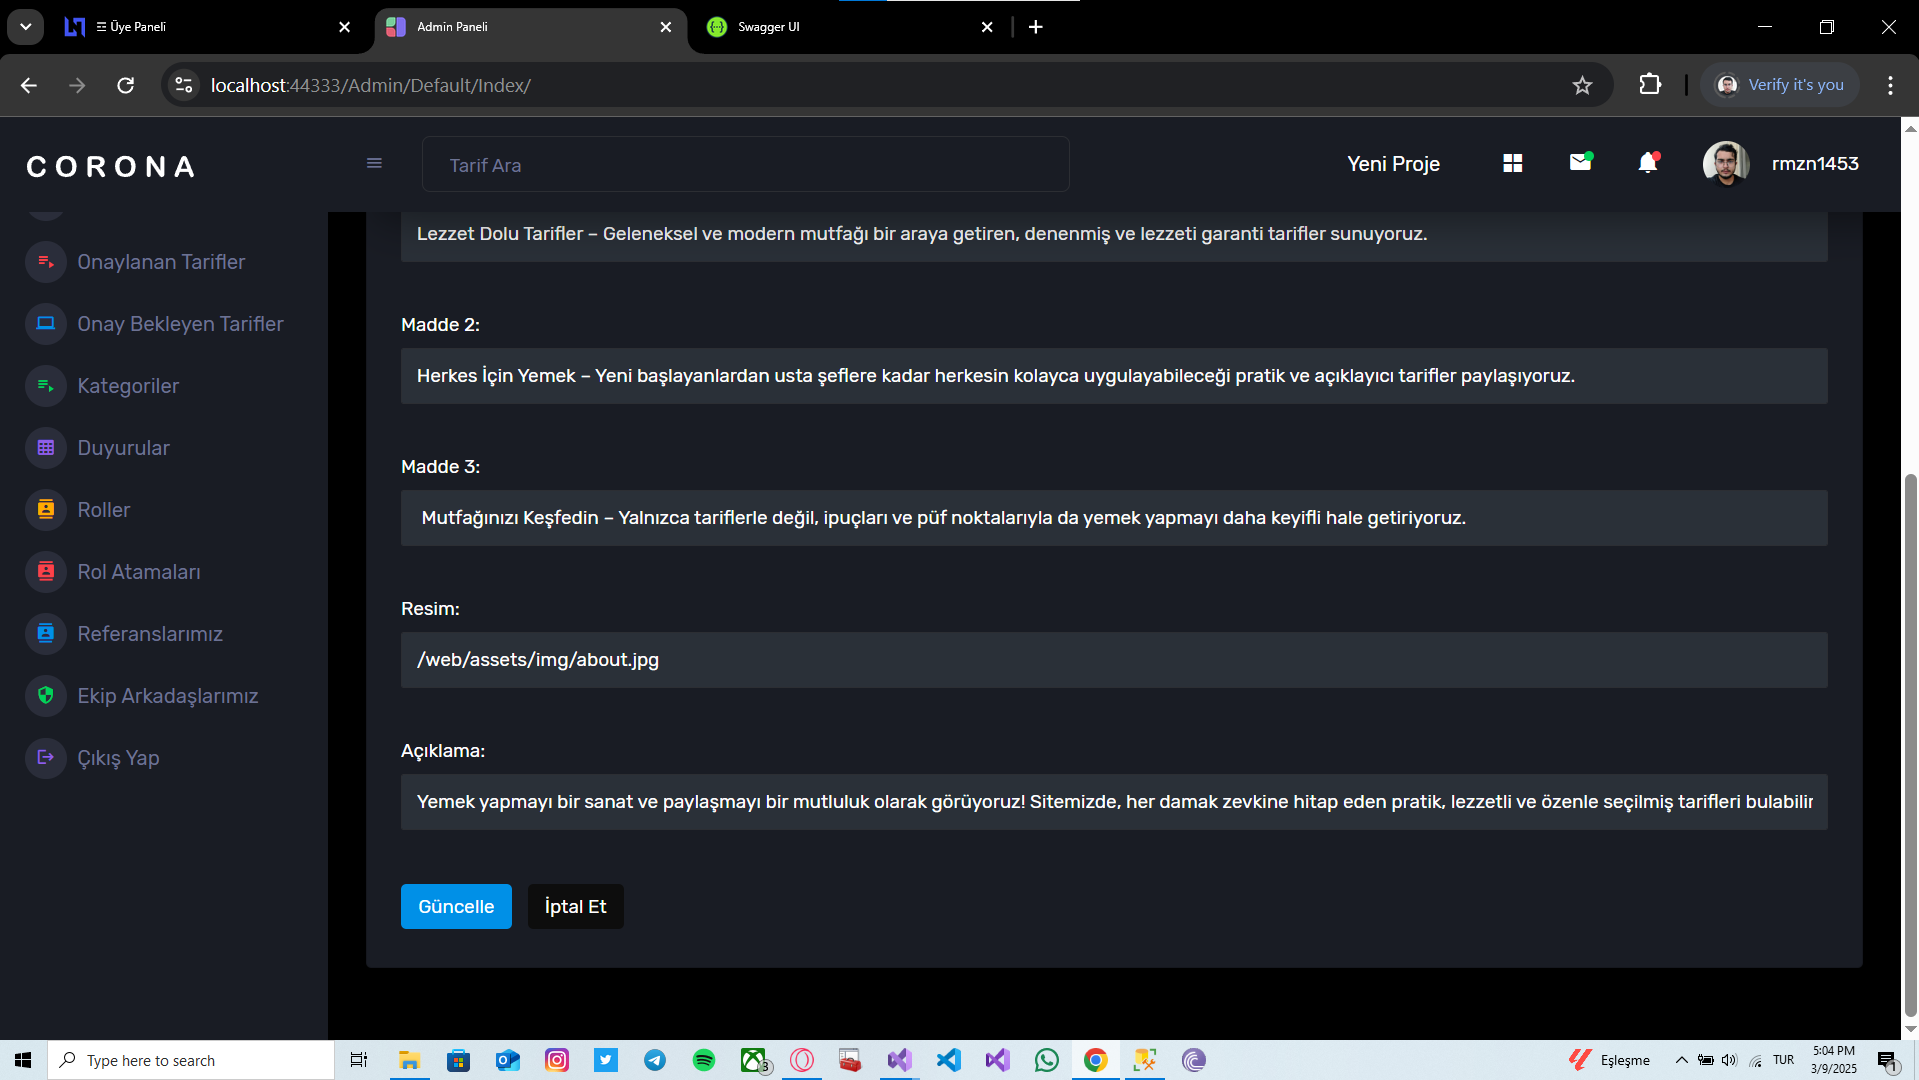 Üye Paneli
Admin Paneli
Swagger UI
localhost:44333/Admin/Default/Index/
Verify it's you
CORONA
Tarif Ara
Yeni Proje
rmzn1453
Onaylanan Tarifler
Onay Bekleyen Tarifler
Kategoriler
Duyurular
Roller
Rol Atamaları
Referanslarımız
Ekip Arkadaşlarımız
Çıkış Yap
Lezzet Dolu Tarifler – Geleneksel ve modern mutfağı bir araya getiren, denenmiş ve lezzeti garanti tarifler sunuyoruz.
Madde 2:
Herkes İçin Yemek – Yeni başlayanlardan usta şeflere kadar herkesin kolayca uygulayabileceği pratik ve açıklayıcı tarifler paylaşıyoruz.
Madde 3:
Mutfağınızı Keşfedin – Yalnızca tariflerle değil, ipuçları ve püf noktalarıyla da yemek yapmayı daha keyifli hale getiriyoruz.
Resim:
/web/assets/img/about.jpg
Açıklama:
Yemek yapmayı bir sanat ve paylaşmayı bir mutluluk olarak görüyoruz! Sitemizde, her damak zevkine hitap eden pratik, lezzetli ve özenle seçilmiş tarifleri bulabilir
Güncelle
İptal Et
Type here to search
3
Eşleşme
TUR
5:04 PM
3/9/2025
1